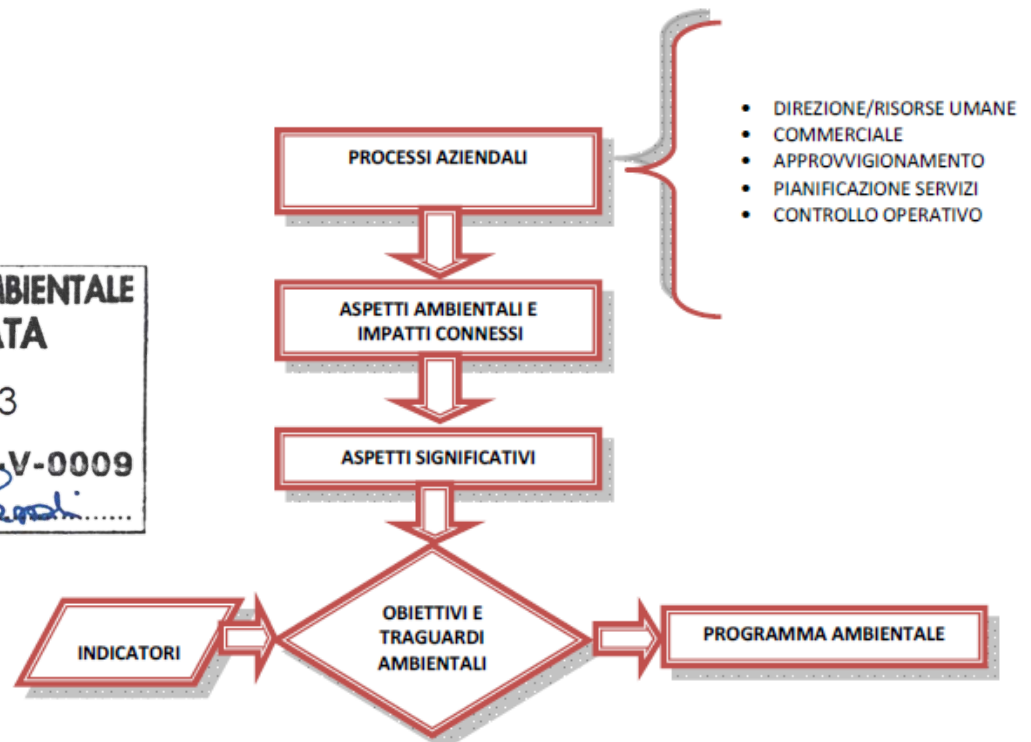 DIREZIONE/RISORSE UMANE
COMMERCIALE
APPROVVIGIONAMENTO
PIANIFICAZIONE SERVIZI
CONTROLLO OPERATIVO
PROCESSI AZIENDALI
ASPETTI AMBIENTALI E
IMPATTI CONNESSI
MBIENTALE
ATA
3
V-0009
ASPETTI SIGNIFICATIVI
OBIETTIVI E
TRAGUARDI
AMBIENTALI
INDICATORI
PROGRAMMA AMBIENTALE